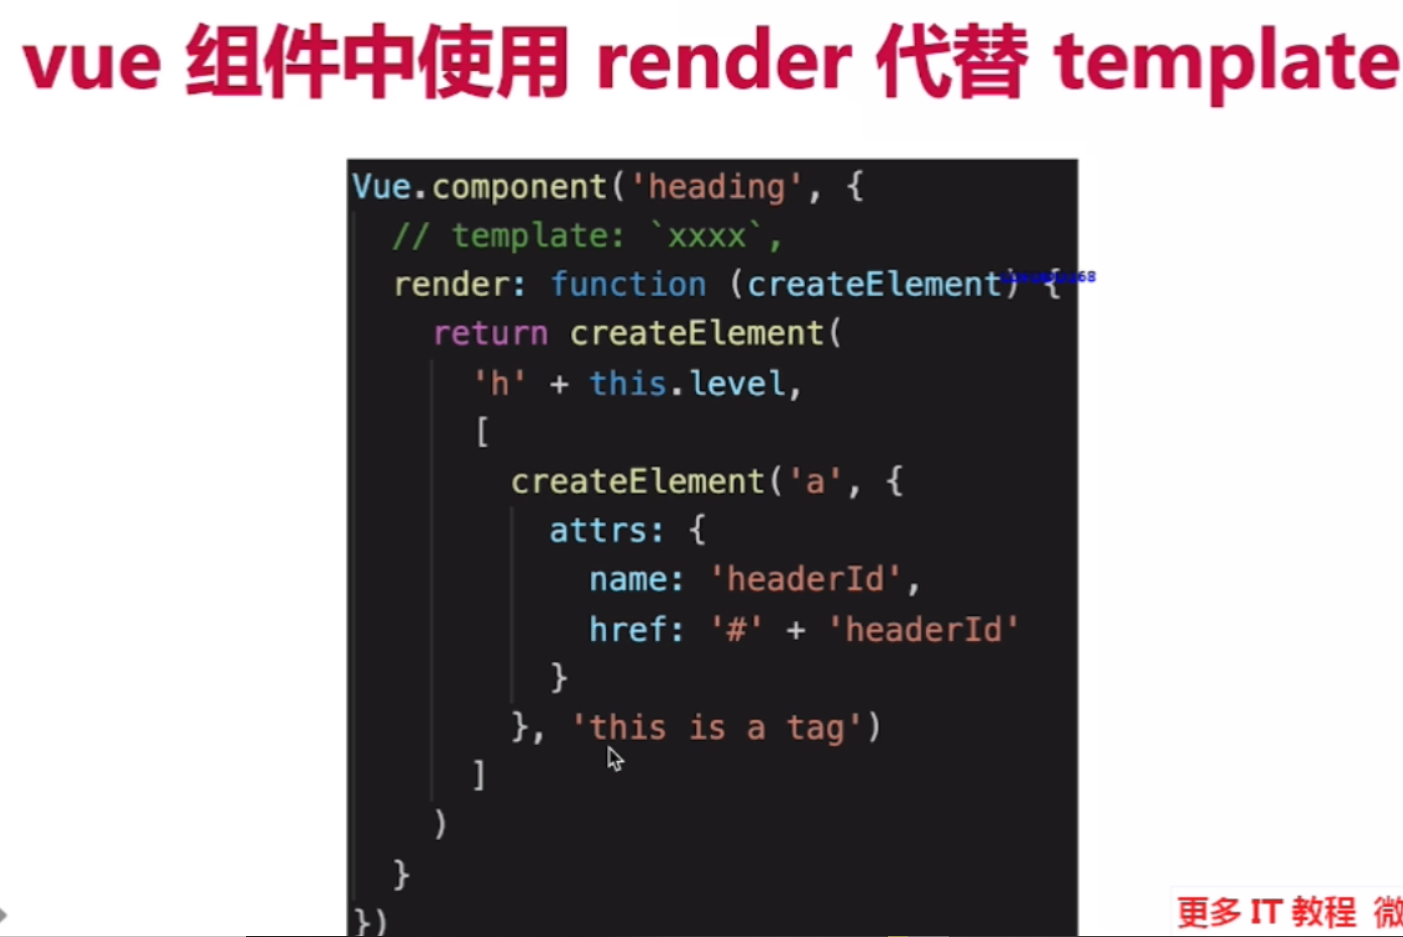 vue 组件中使用 render 代替 template
Vue.component('heading', {
// template: `xxxx`,
render: function (createElement) {
return createElement(
'h' + this.level,
[
createElement('a', {
attrs: {
name: 'headerId',
href: '#' + 'headerId'
}
}, 'this is a tag')
]
)
}
})
更多 IT 教程 微